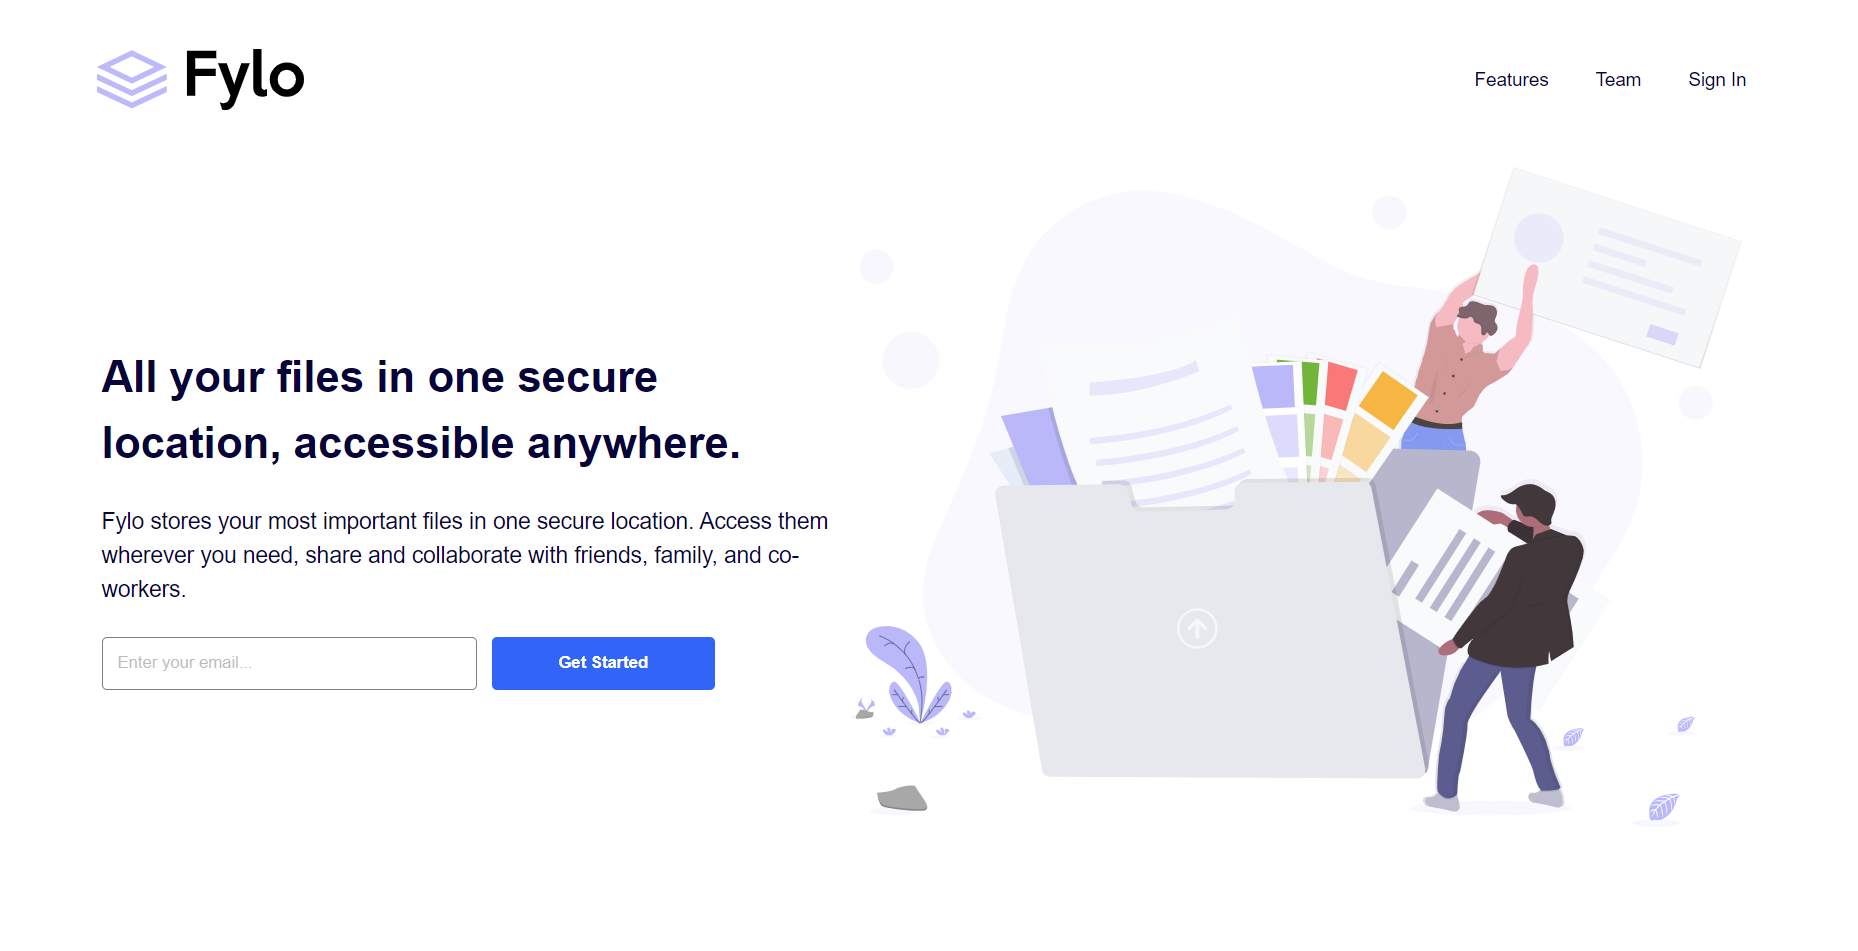 Fylo
Features
Team
Sign In
All your files in one secure
location, accessible anywhere.
Fylo stores your most important files in one secure location. Access them
wherever you need, share and collaborate with friends, family, and co-
workers.
Enter your email...
Get Started